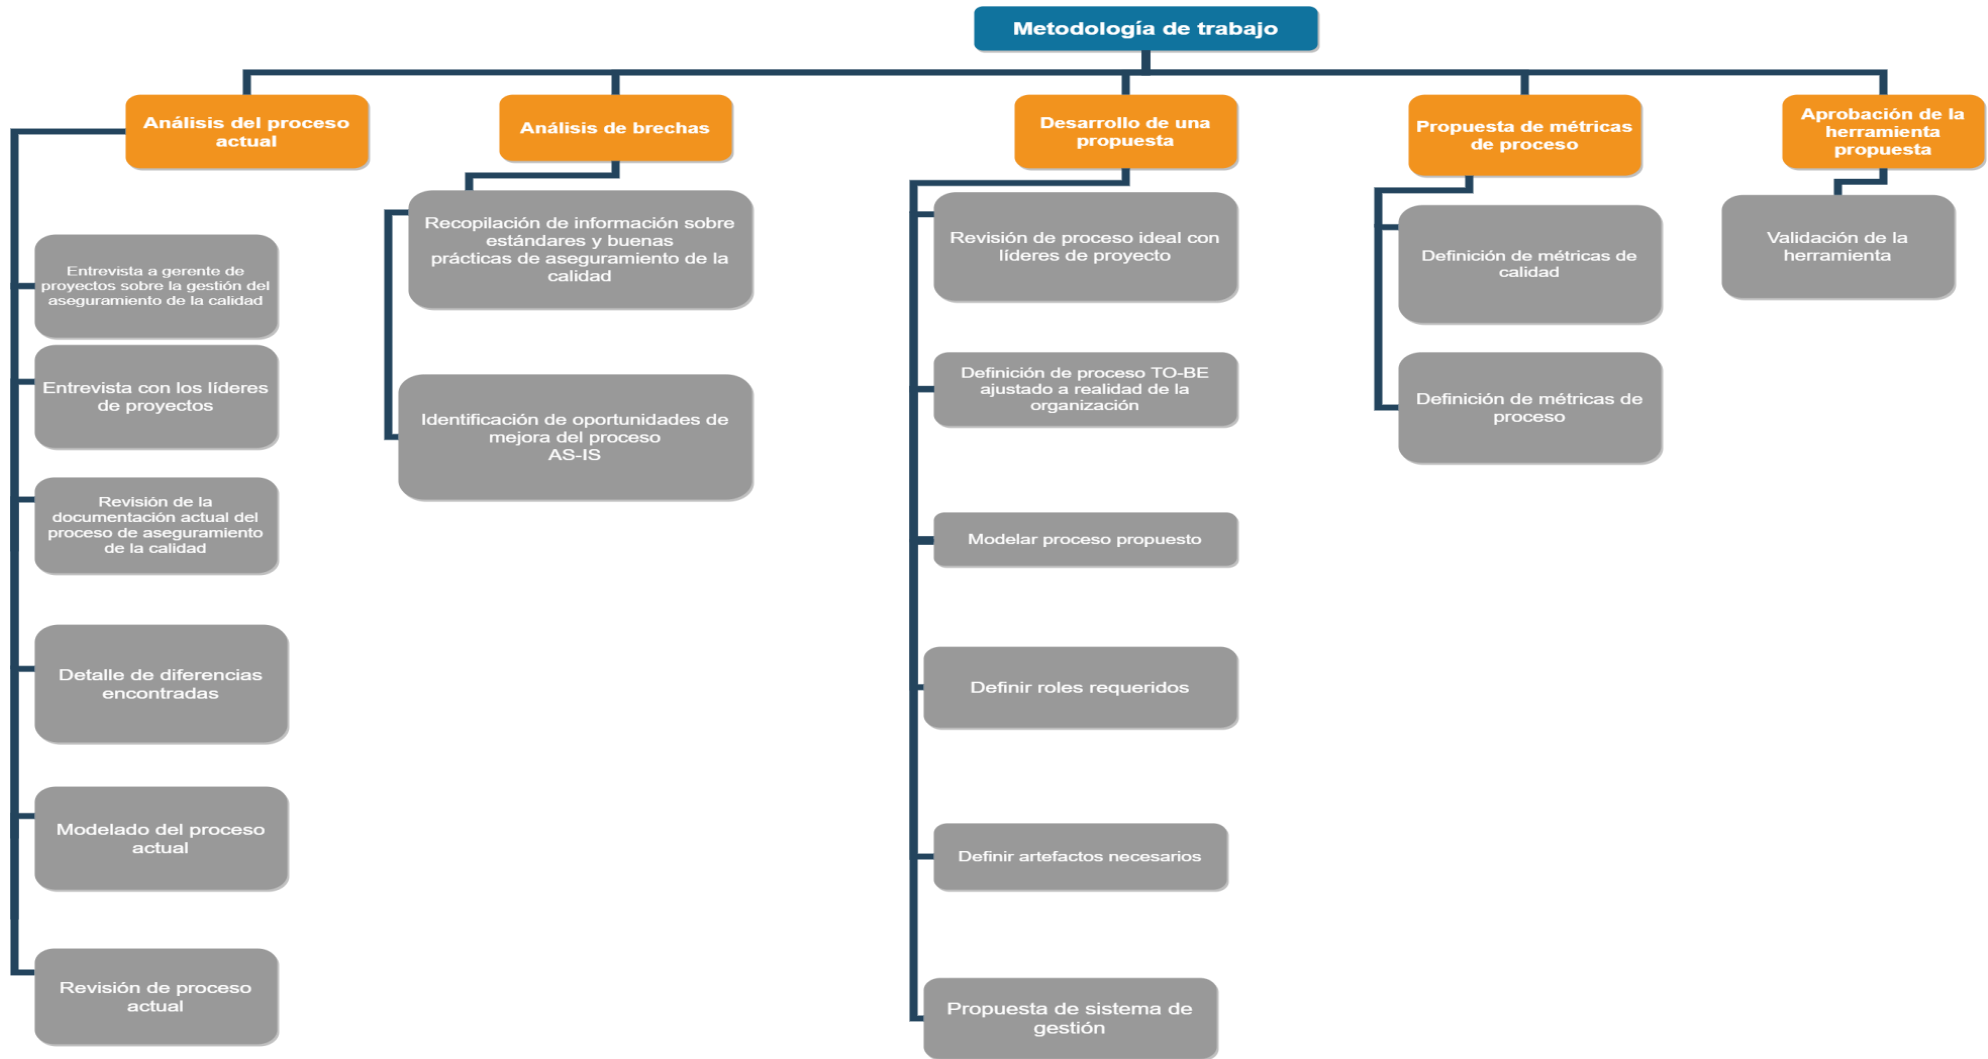 Metodología de trabajo
Análisis del proceso
actual
Entrevista a gerente de
proyectos sobre la gestión del
aseguramiento de la calidad
Entrevista con los líderes
de proyectos
Revisión de la
documentación actual del
proceso de aseguramiento
de la calidad
Detalle de diferencias
encontradas
Modelado del proceso
actual
Revisión de proceso
actual
Análisis de brechas
Recopilación de información sobre
estándares y buenas
prácticas de aseguramiento de la
calidad
Identificación de oportunidades de
mejora del proceso
AS-IS
Desarrollo de una
propuesta
Revisión de proceso ideal con
líderes de proyecto
Definición de proceso TO-BE
ajustado a realidad de la
organización
Modelar proceso propuesto
Definir roles requeridos
Definir artefactos necesarios
Propuesta de sistema de
gestión
Propuesta de métricas
de proceso
Definición de métricas de
calidad
Definición de métricas de
proceso
Aprobación de la
herramienta
propuesta
Validación de la
herramienta